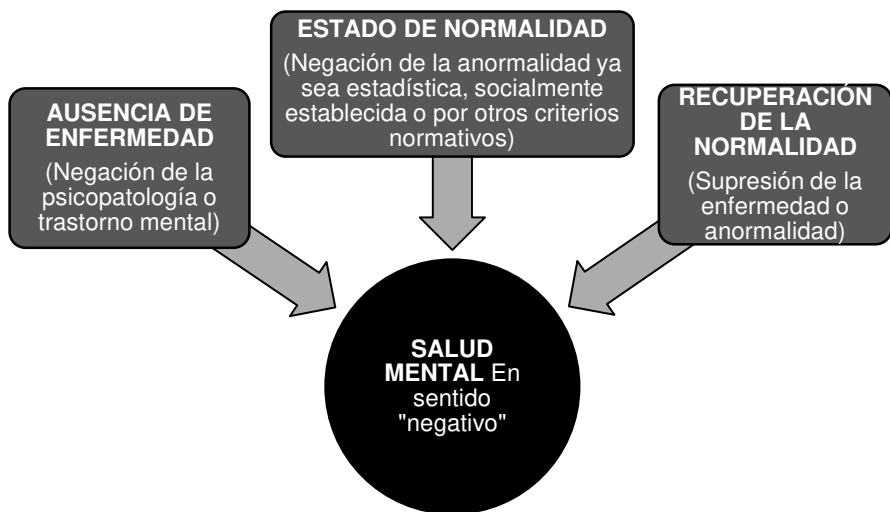 AUSENCIA DE
ENFERMEDAD
(Negación de la
psicopatología o
trastorno mental)
ESTADO DE NORMALIDAD
(Negación de la anormalidad ya
sea estadística, socialmente
establecida o por otros criterios
normativos)
RECUPERACIÓN
DE LA
NORMALIDAD
(Supresión de la
enfermedad o
anormalidad)
SALUD
MENTAL En
sentido
"negativo"